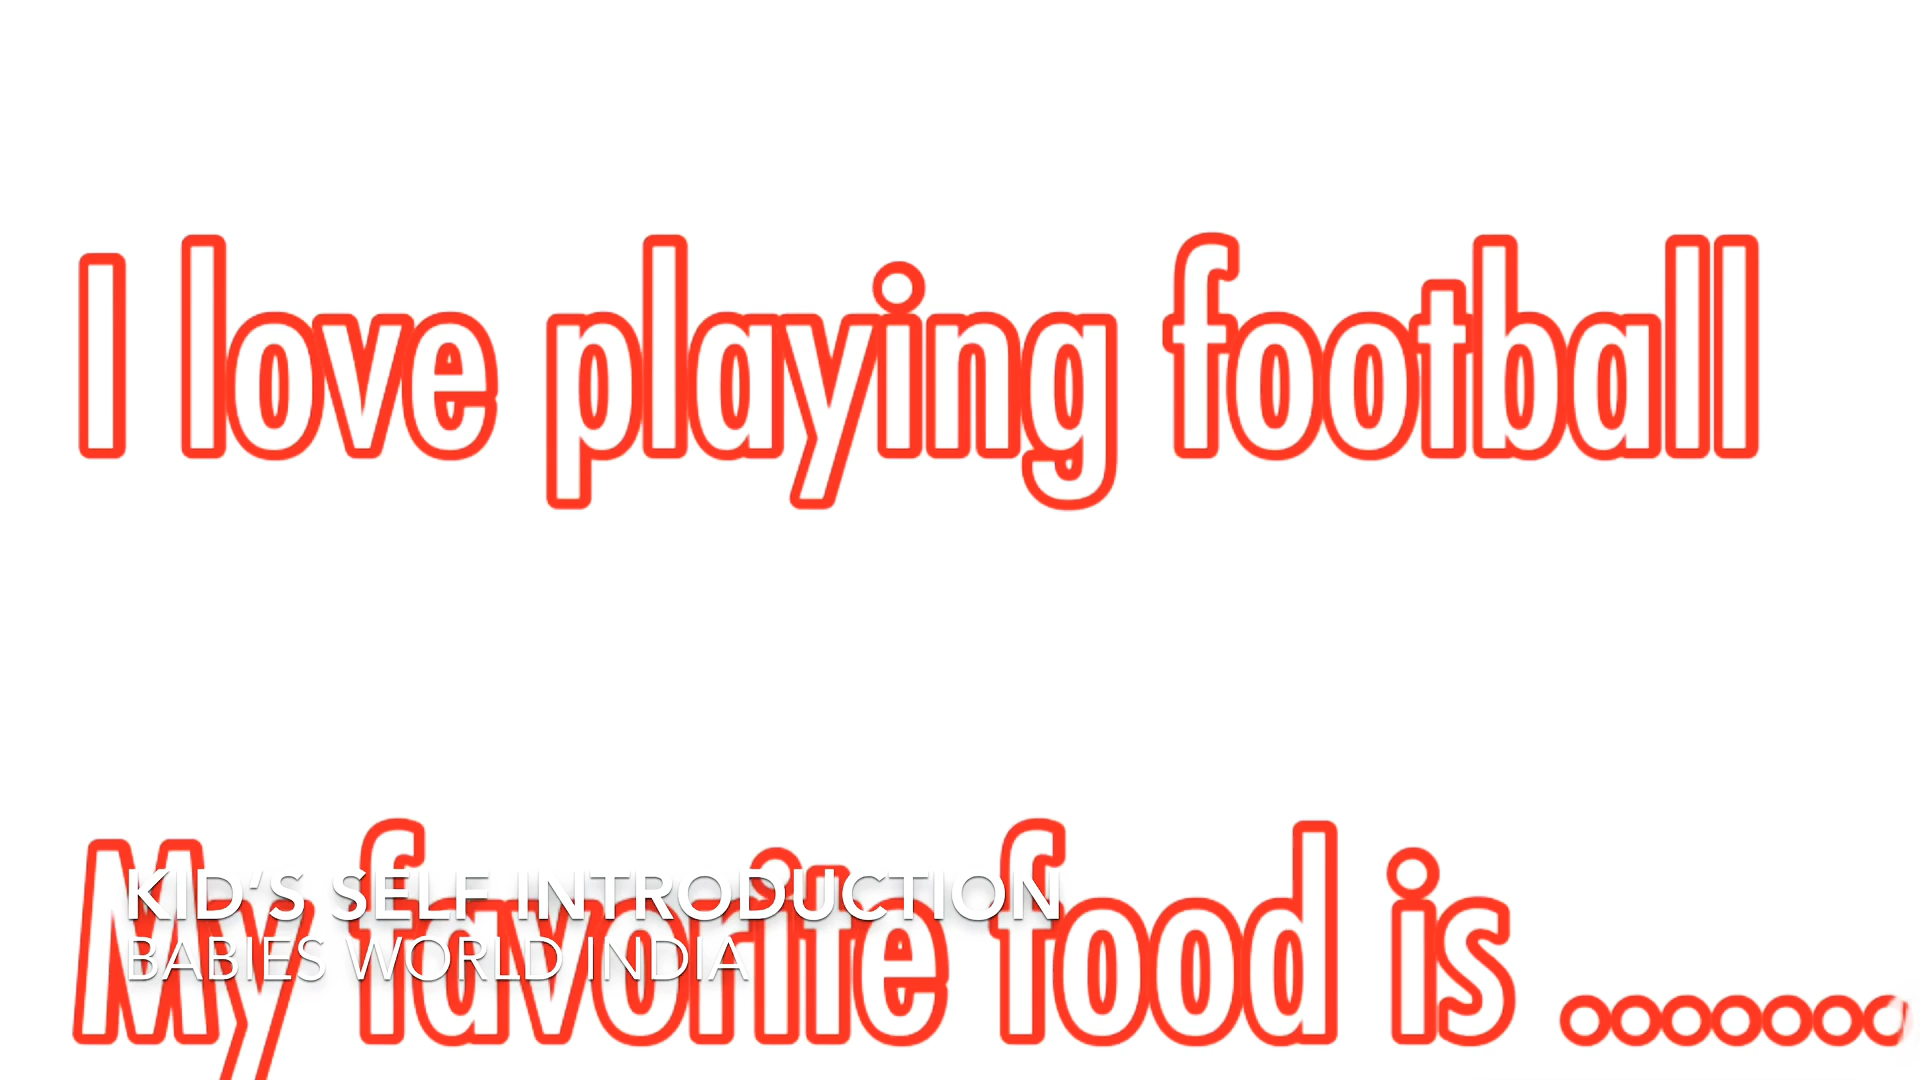 I love playing football
My favorite food is .......
KID'S SELF INTRODUCTION
BABIES WORLD INDIA